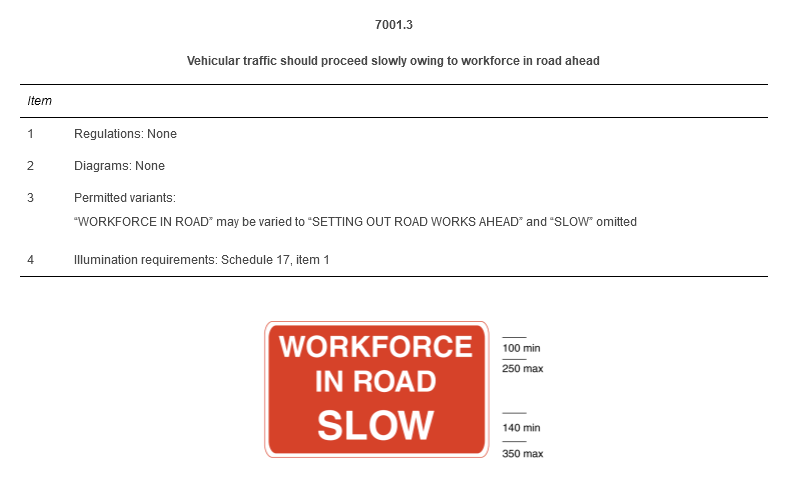 7001.3
Vehicular traffic should proceed slowly owing to workforce in road ahead
Item
1 Regulations: None
2 Diagrams: None
3 Permitted variants:
“WORKFORCE IN ROAD” may be varied to “SETTING OUT ROAD WORKS AHEAD” and “SLOW” omitted
4 Illumination requirements: Schedule 17, item 1
WORKFORCE
IN ROAD
SLOW
100 min
250 max
140 min
350 max